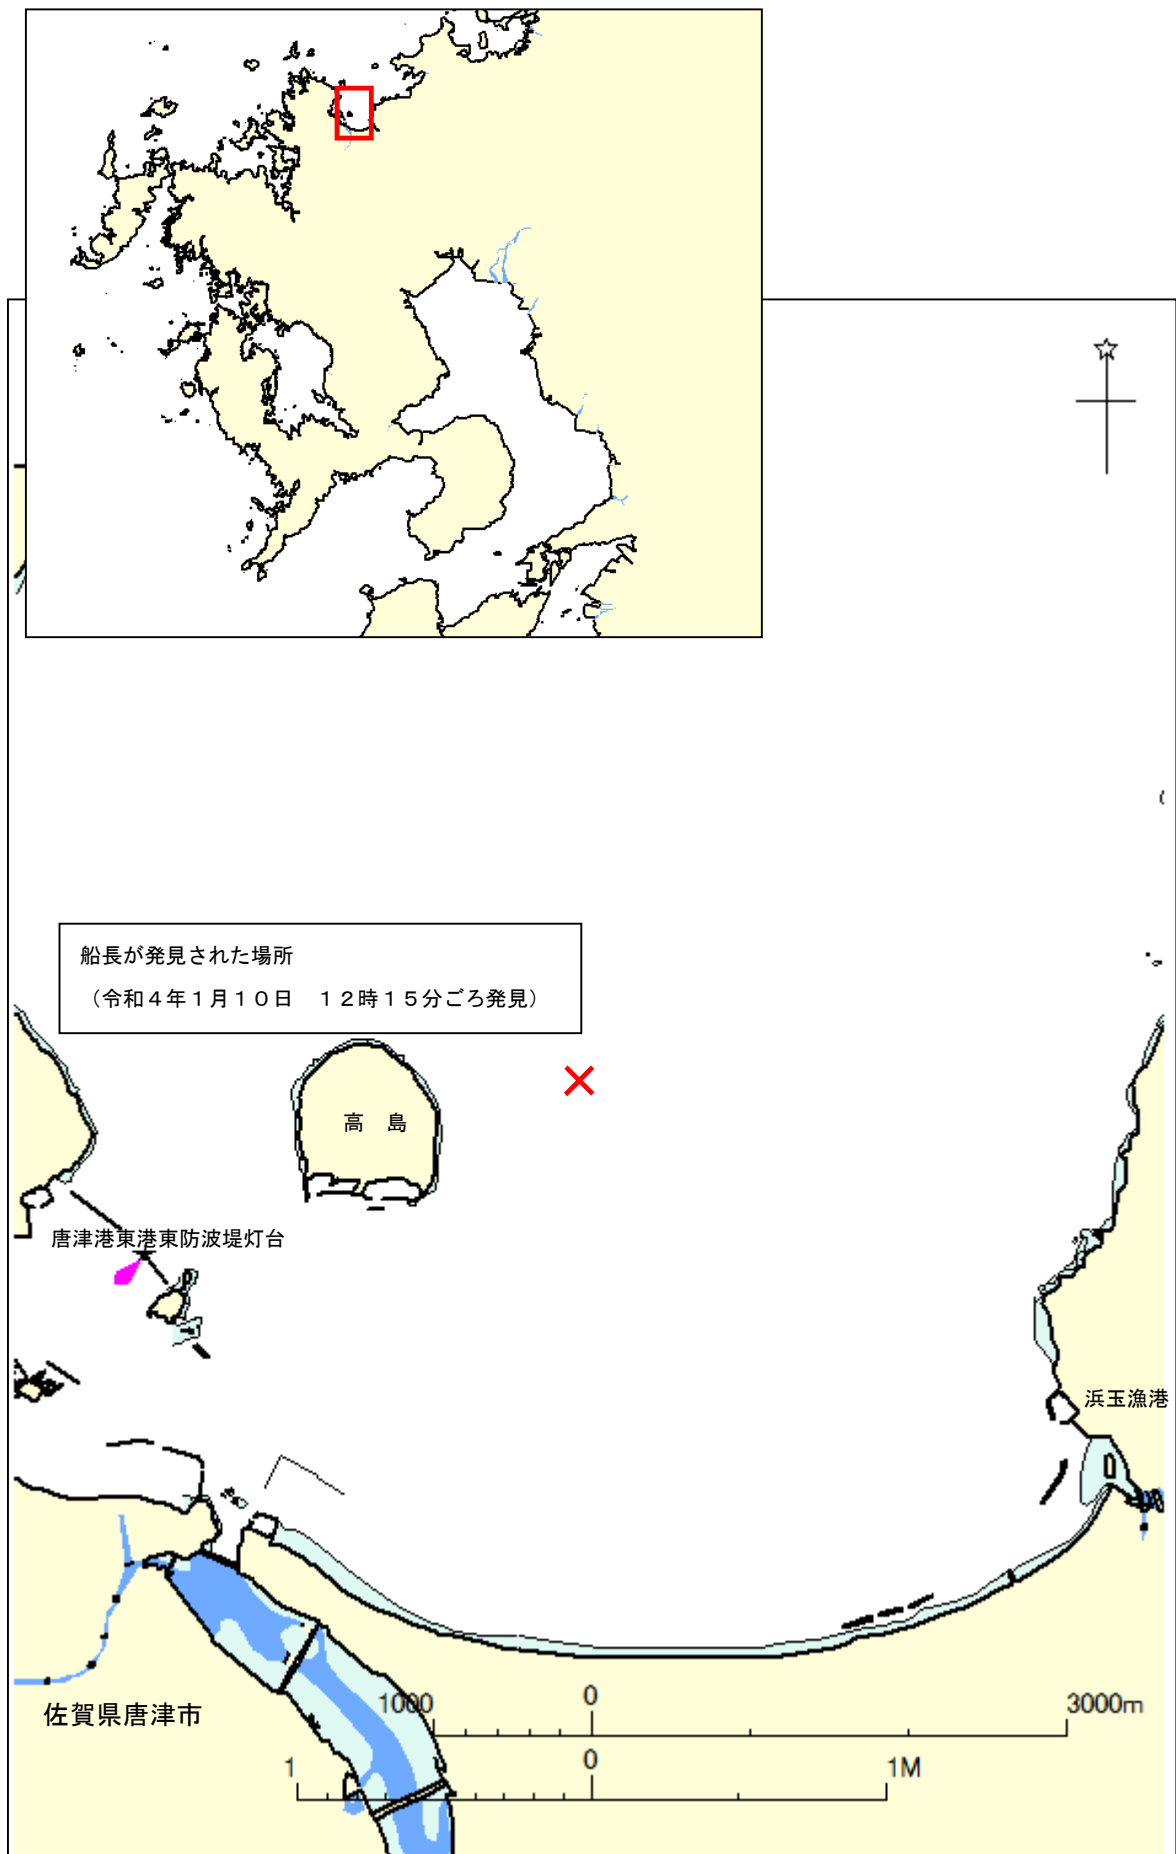 船長が発見された場所
（令和４年１月１０日　１２時１５分ごろ発見）
高　島
唐津港東港東防波堤灯台
浜玉漁港
佐賀県唐津市
1000 0 3000m
1 0 1M